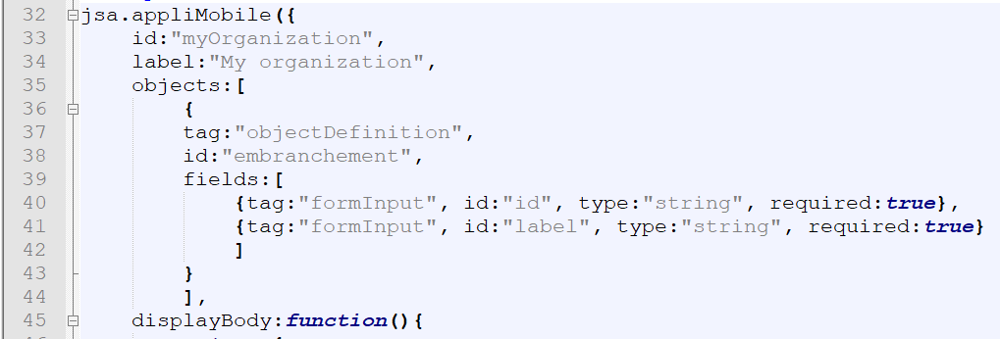 32 jsa.appliMobile({
33 id:"myOrganization",
34 label:"My organization",
35 objects:[
36 {
37 tag:"objectDefinition",
38 id:"embranchement",
39 fields:[
40 {tag:"formInput", id:"id", type:"string", required:true},
41 {tag:"formInput", id:"label", type:"string", required:true}
42 ]
43 }
44 ],
45 displayBody:function(){